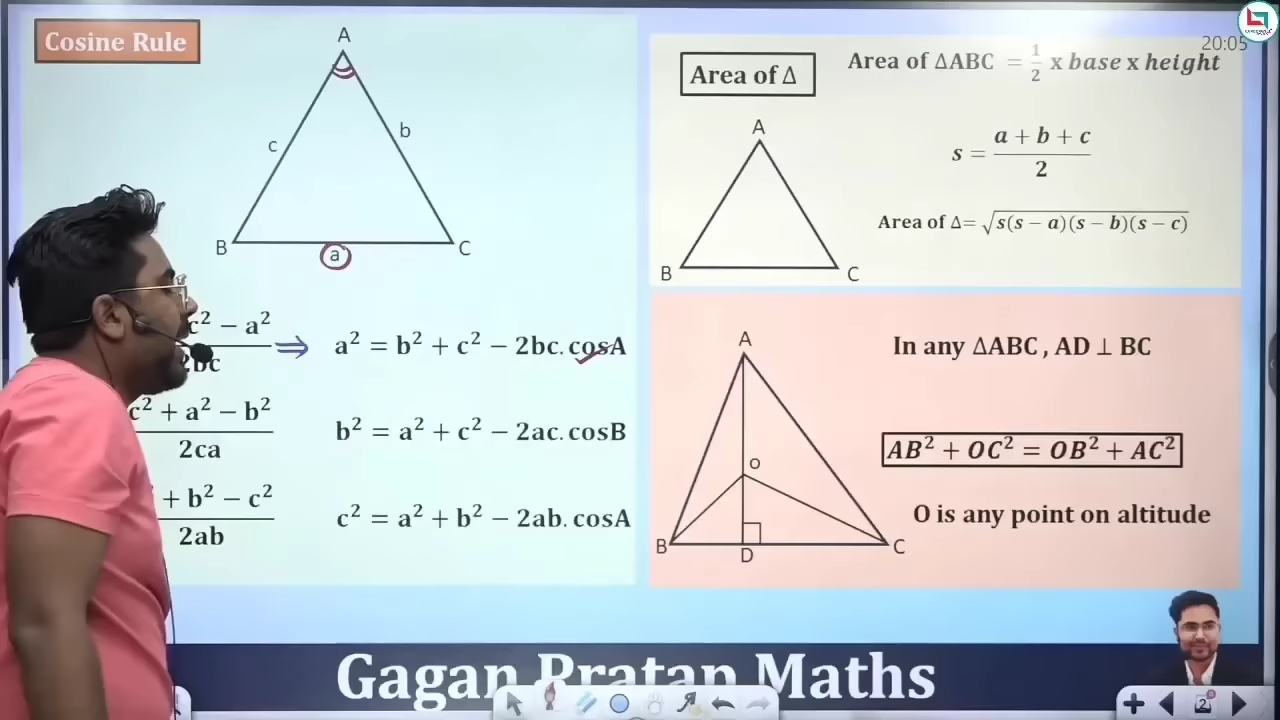 Cosine Rule
A
c
b
B
a
C
c² − a²
2bc
⇒ a² = b² + c² − 2bc. cosA
c² + a² − b²
2ca
b² = a² + c² − 2ac. cosB
+ b² − c²
2ab
c² = a² + b² − 2ab. cosA
20:05
Area of Δ
Area of ΔABC = 1/2 x base x height
A
B
C
s = (a + b + c)/2
Area of Δ= √s(s − a)(s − b)(s − c)
A
O
B
D
C
In any ΔABC , AD ⊥ BC
AB² + OC² = OB² + AC²
O is any point on altitude
Gagan Pratap Maths
2